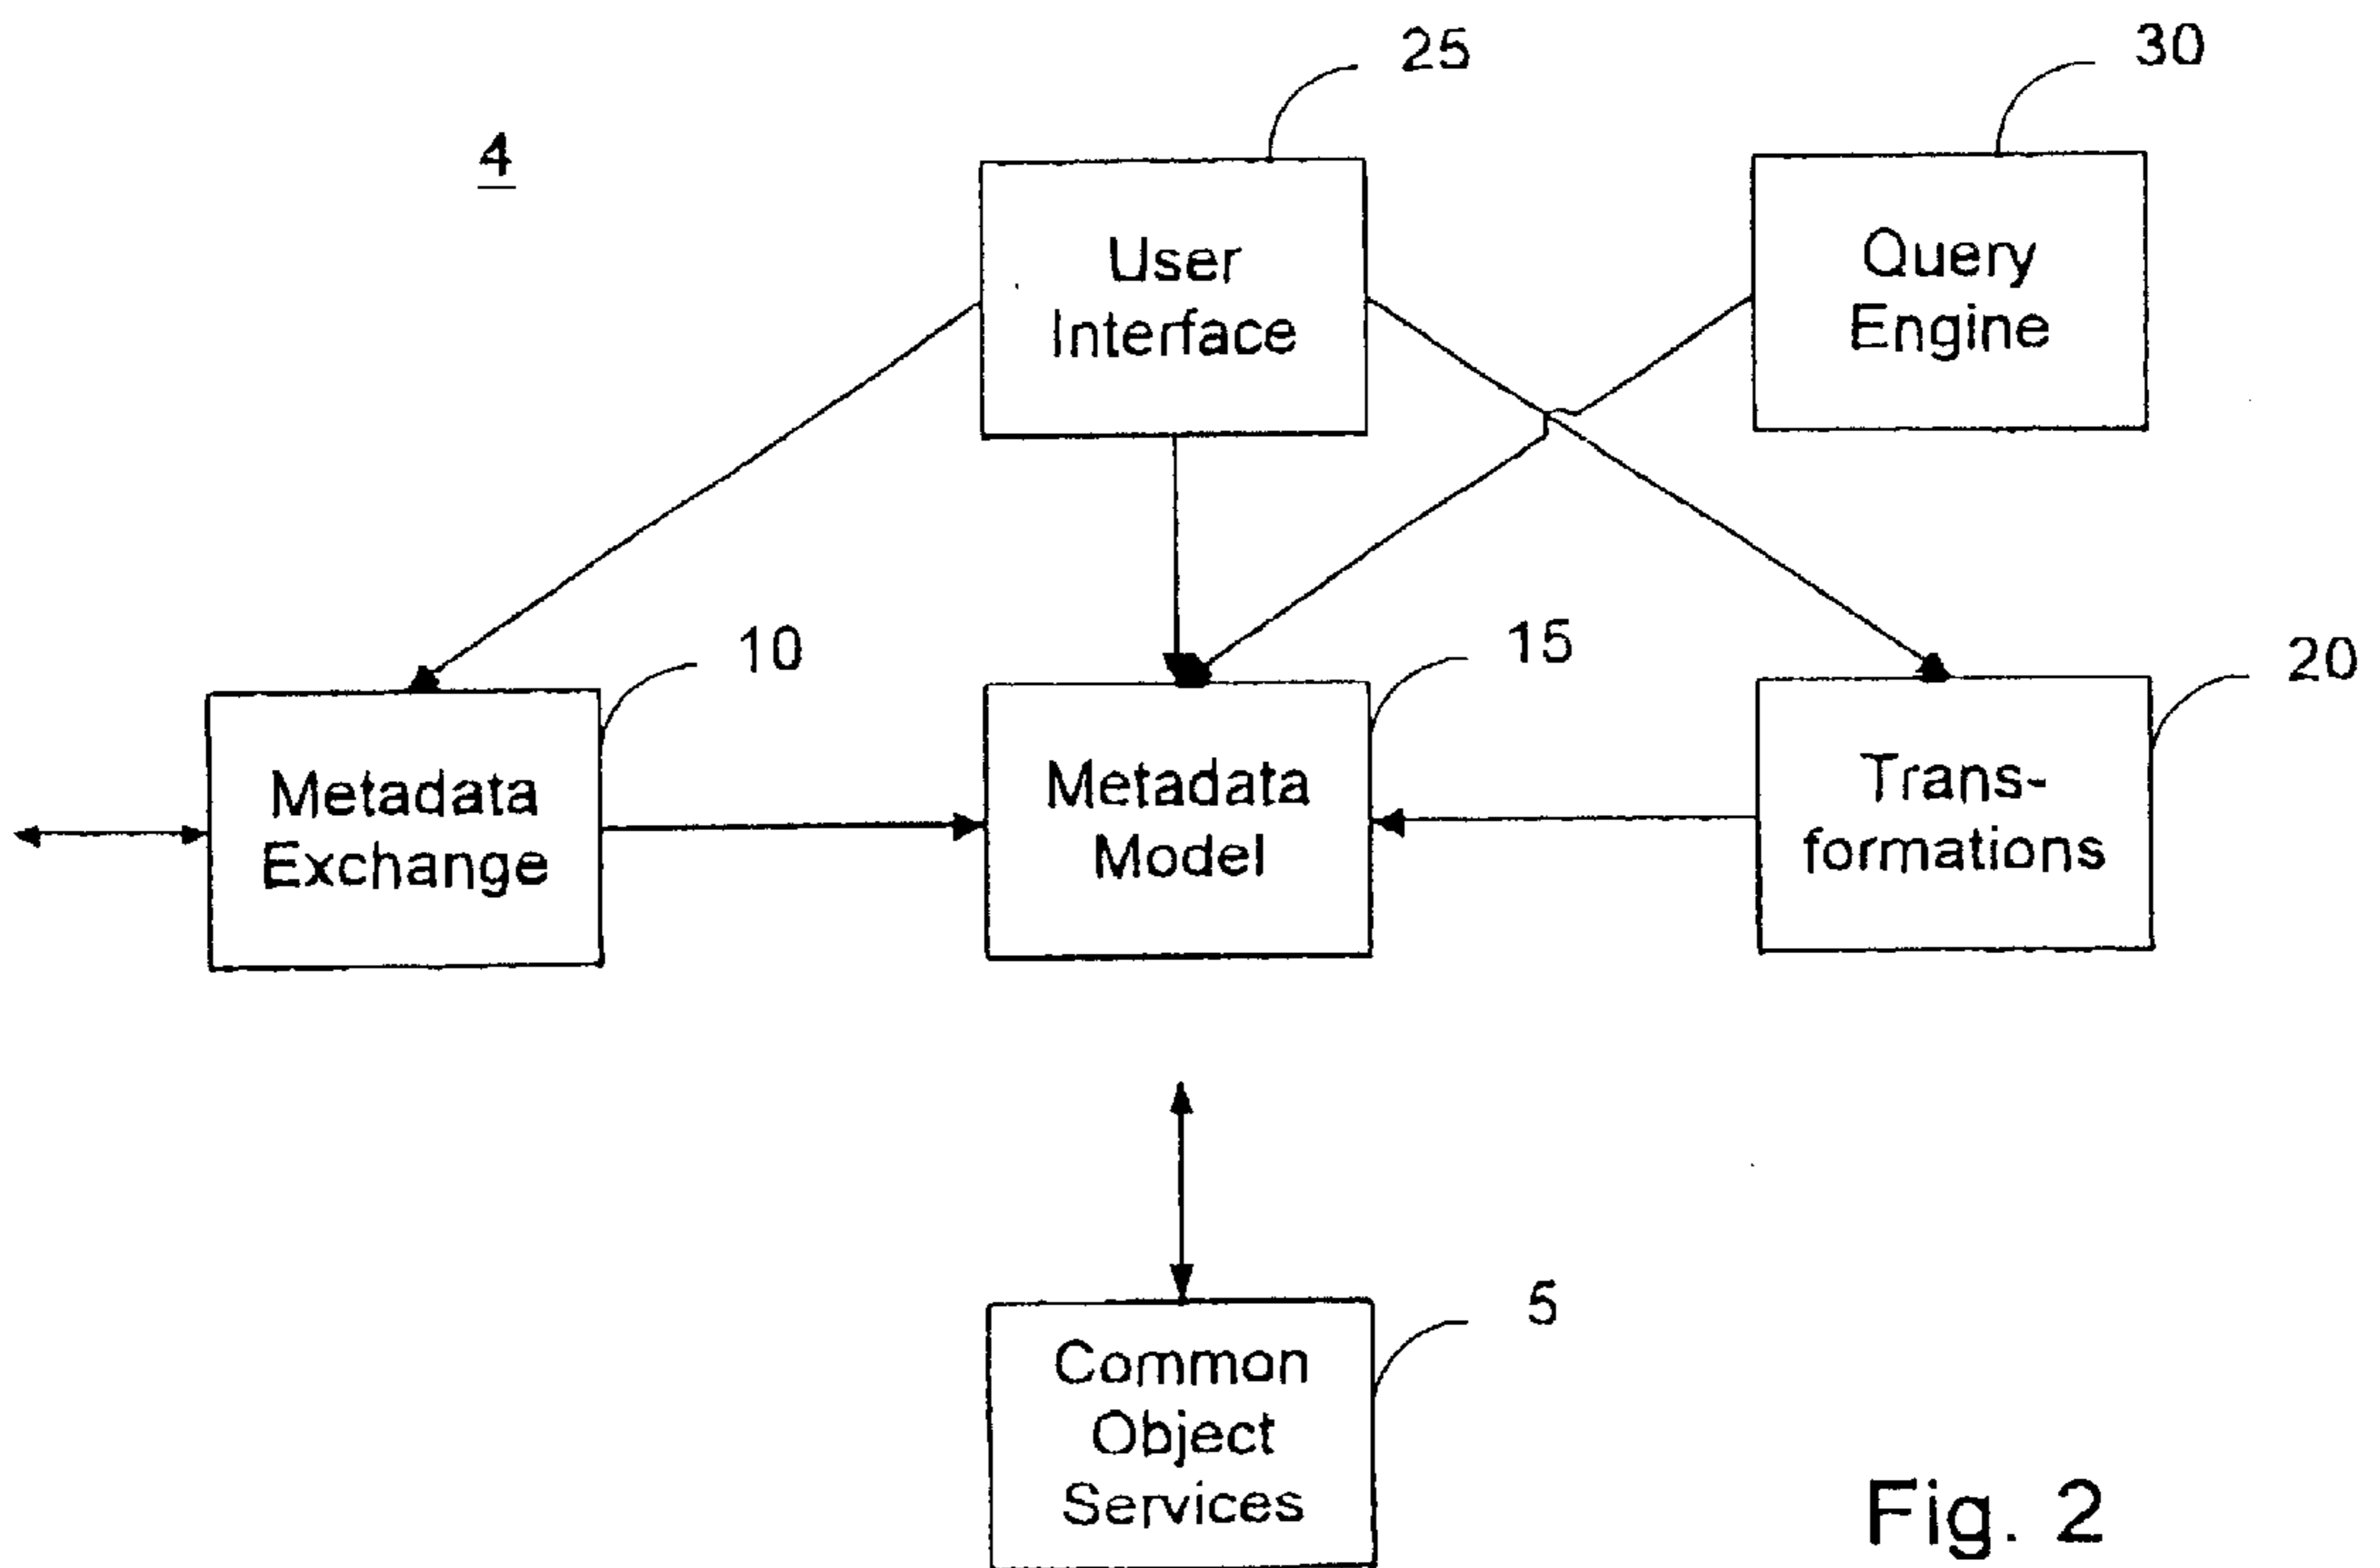 25
30
4
User
Interface
Query
Engine
10
15
20
Metadata
Exchange
Metadata
Model
Trans-
formations
5
Common
Object
Services
Fig. 2